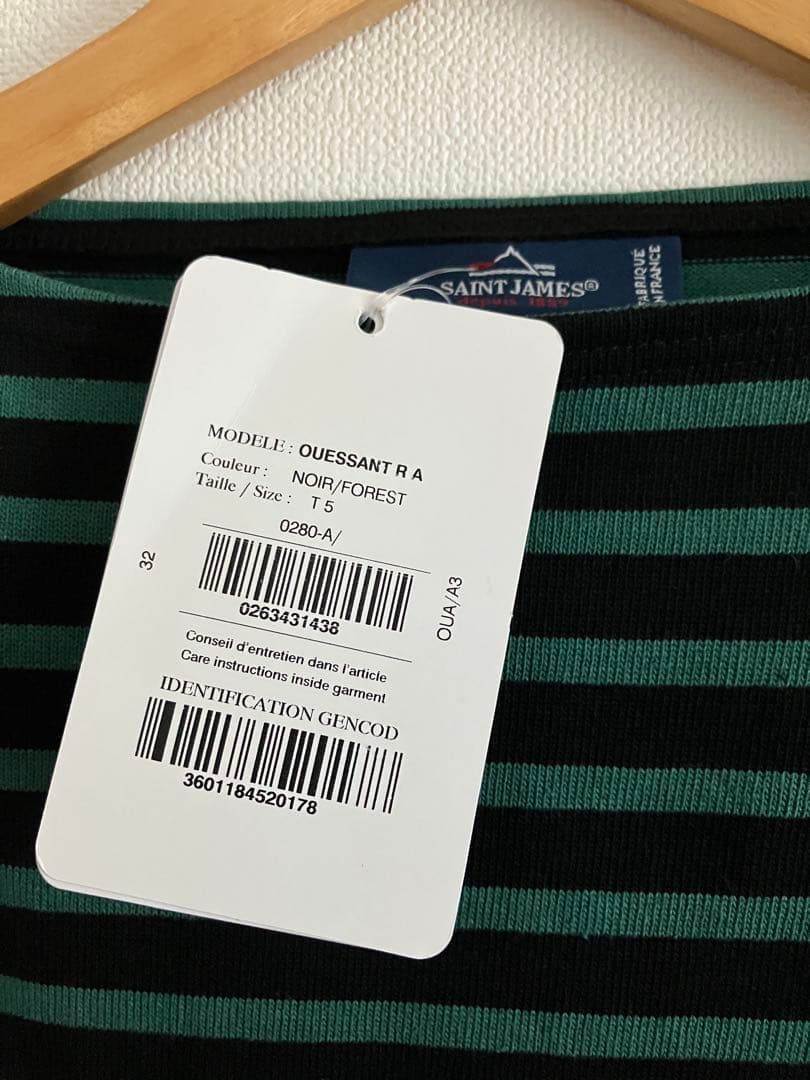 SAINT JAMES®
depuis 1889
FABRIQUÉ
EN FRANCE
MODELE : OUESSANT R A
Couleur : NOIR/FOREST
Taille / Size : T 5
0280-A/
32
0263431438
OUA/A3
Conseil d'entretien dans l'article
Care instructions inside garment
IDENTIFICATION GENCOD
3601184520178